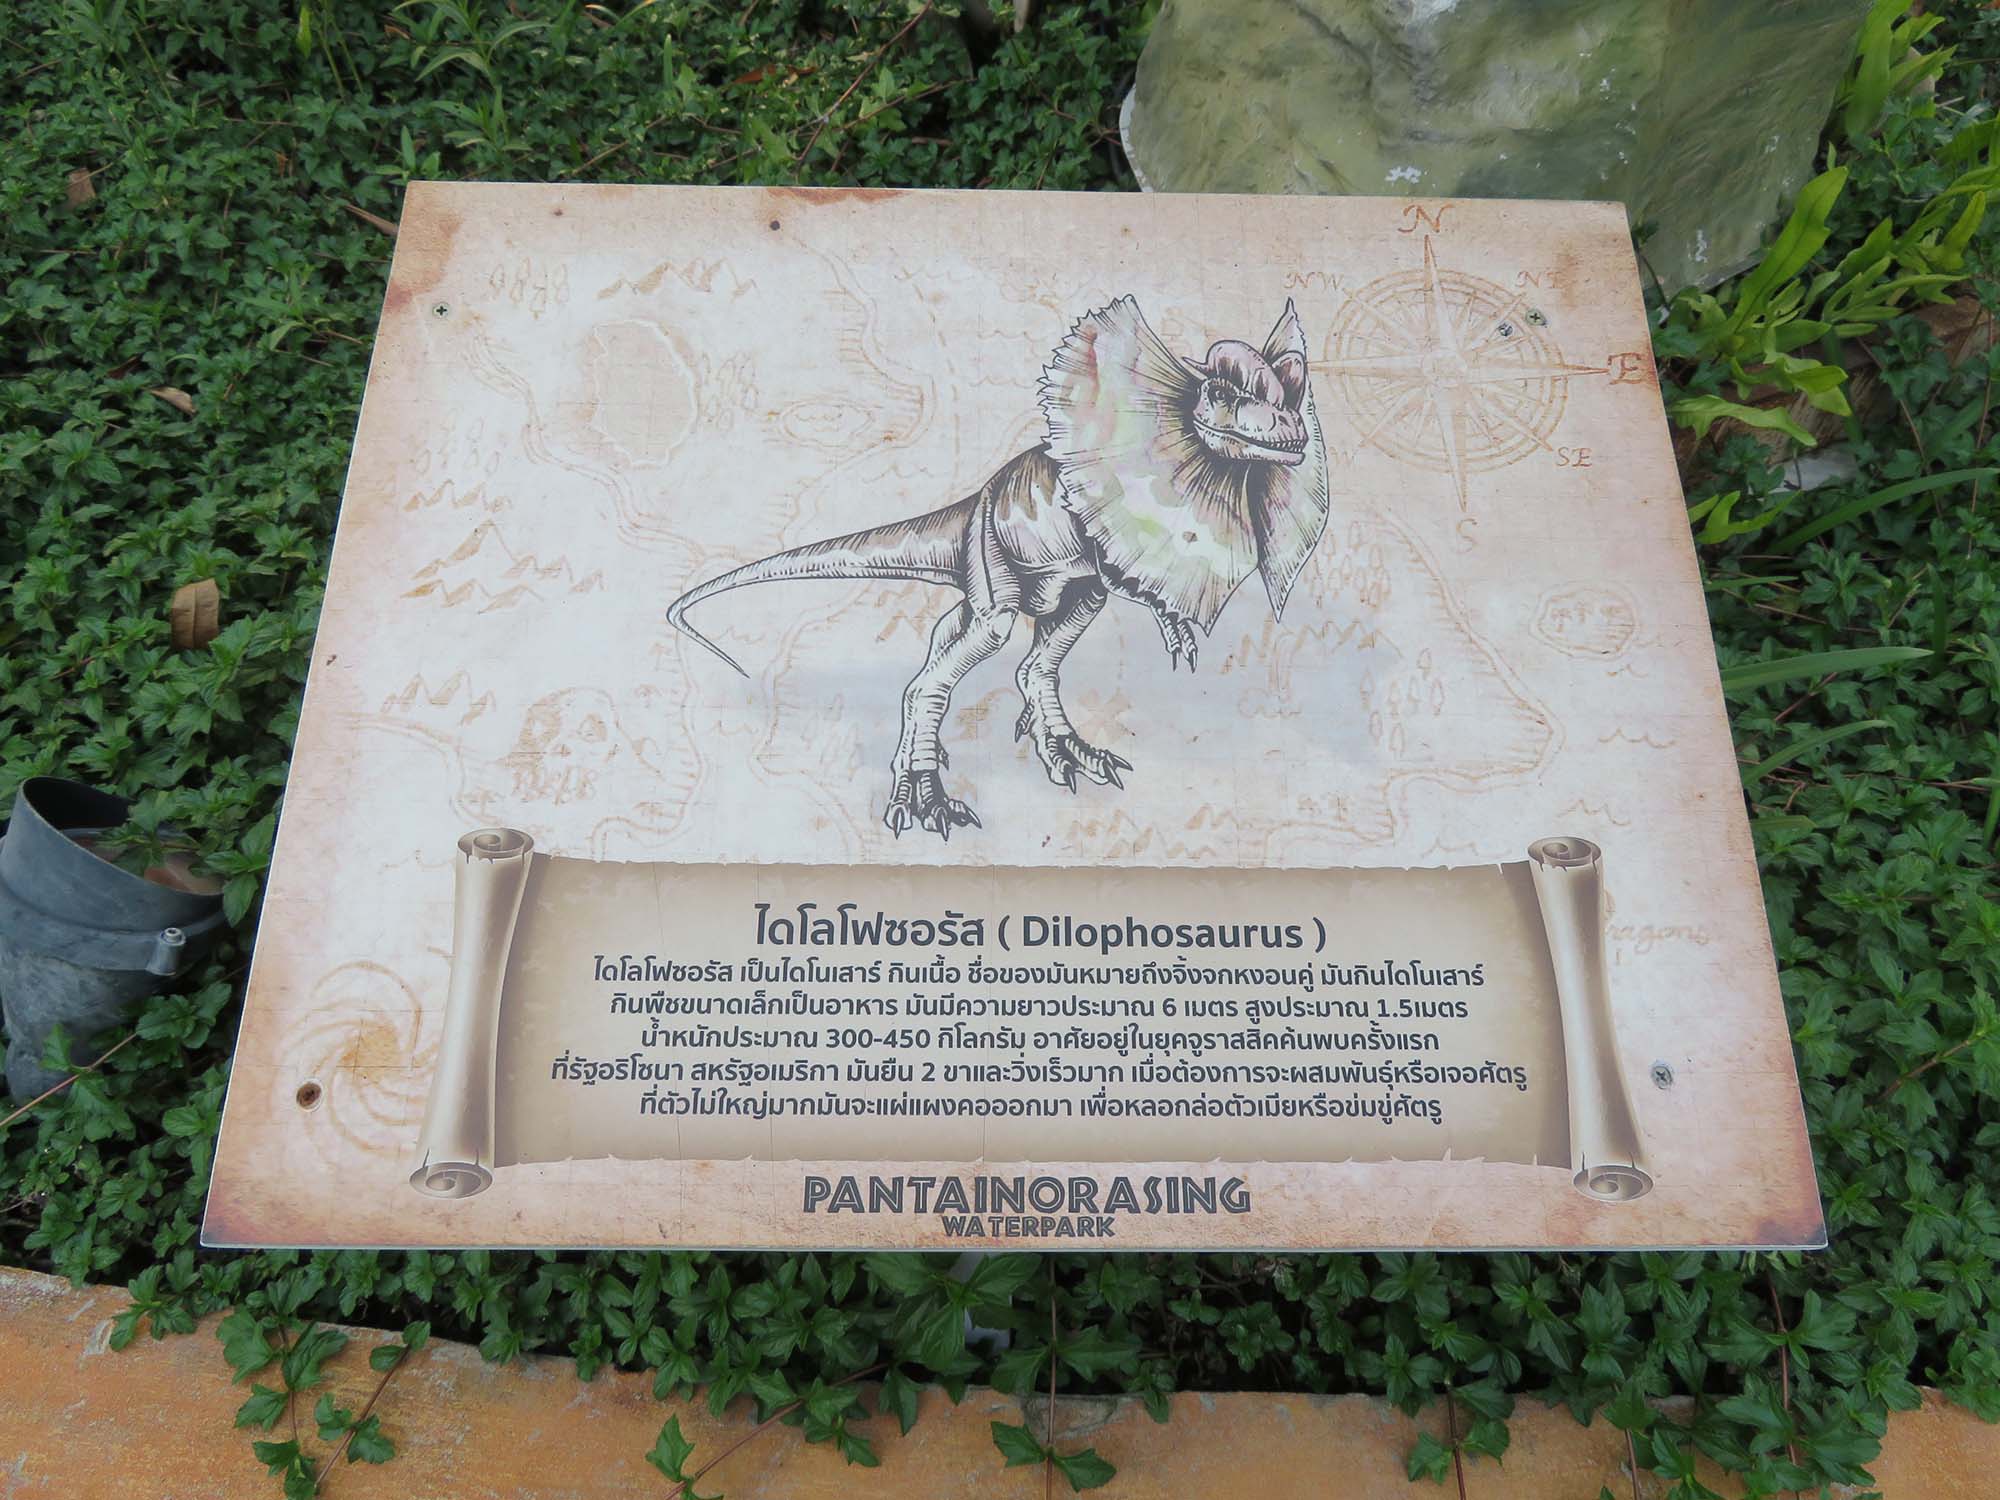 N
NW
NE
E
SE
W
S
ไดโลโฟซอรัส ( Dilophosaurus )
ไดโลโฟซอรัส เป็นไดโนเสาร์ กินเนื้อ ชื่อของมันหมายถึงจิ้งจกหงอนคู่ มันกินไดโนเสาร์
กินพืชขนาดเล็กเป็นอาหาร มันมีความยาวประมาณ 6 เมตร สูงประมาณ 1.5เมตร
น้ำหนักประมาณ 300-450 กิโลกรัม อาศัยอยู่ในยุคจูราสสิคค้นพบครั้งแรก
ที่รัฐอริโซนา สหรัฐอเมริกา มันยืน 2 ขาและวิ่งเร็วมาก เมื่อต้องการจะผสมพันธุ์หรือเจอศัตรู
ที่ตัวไม่ใหญ่มากมันจะแผ่แผงคอออกมา เพื่อหลอกล่อตัวเมียหรือข่มขู่ศัตรู
PANTAINORASING
WATERPARK